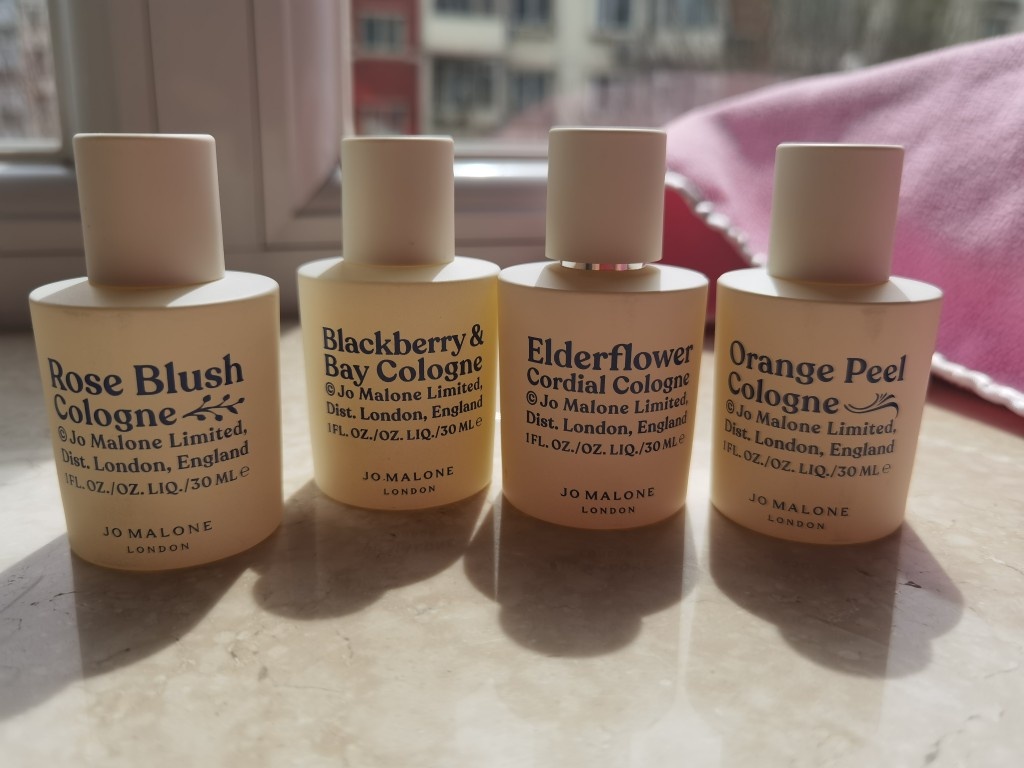 Rose Blush
Cologne
©Jo Malone Limited,
Dist. London, England
1FL. OZ./OZ. LIQ./30 ML℮
JO MALONE
LONDON
Blackberry &
Bay Cologne
©Jo Malone Limited,
Dist. London, England
1FL. OZ./OZ. LIQ./30 ML℮
JO MALONE
LONDON
Elderflower
Cordial Cologne
©Jo Malone Limited,
Dist. London, England
1FL. OZ./OZ. LIQ./30 ML℮
JO MALONE
LONDON
Orange Peel
Cologne
©Jo Malone Limited,
Dist. London, England
1FL. OZ./OZ. LIQ./30 ML℮
JO MALONE
LONDON